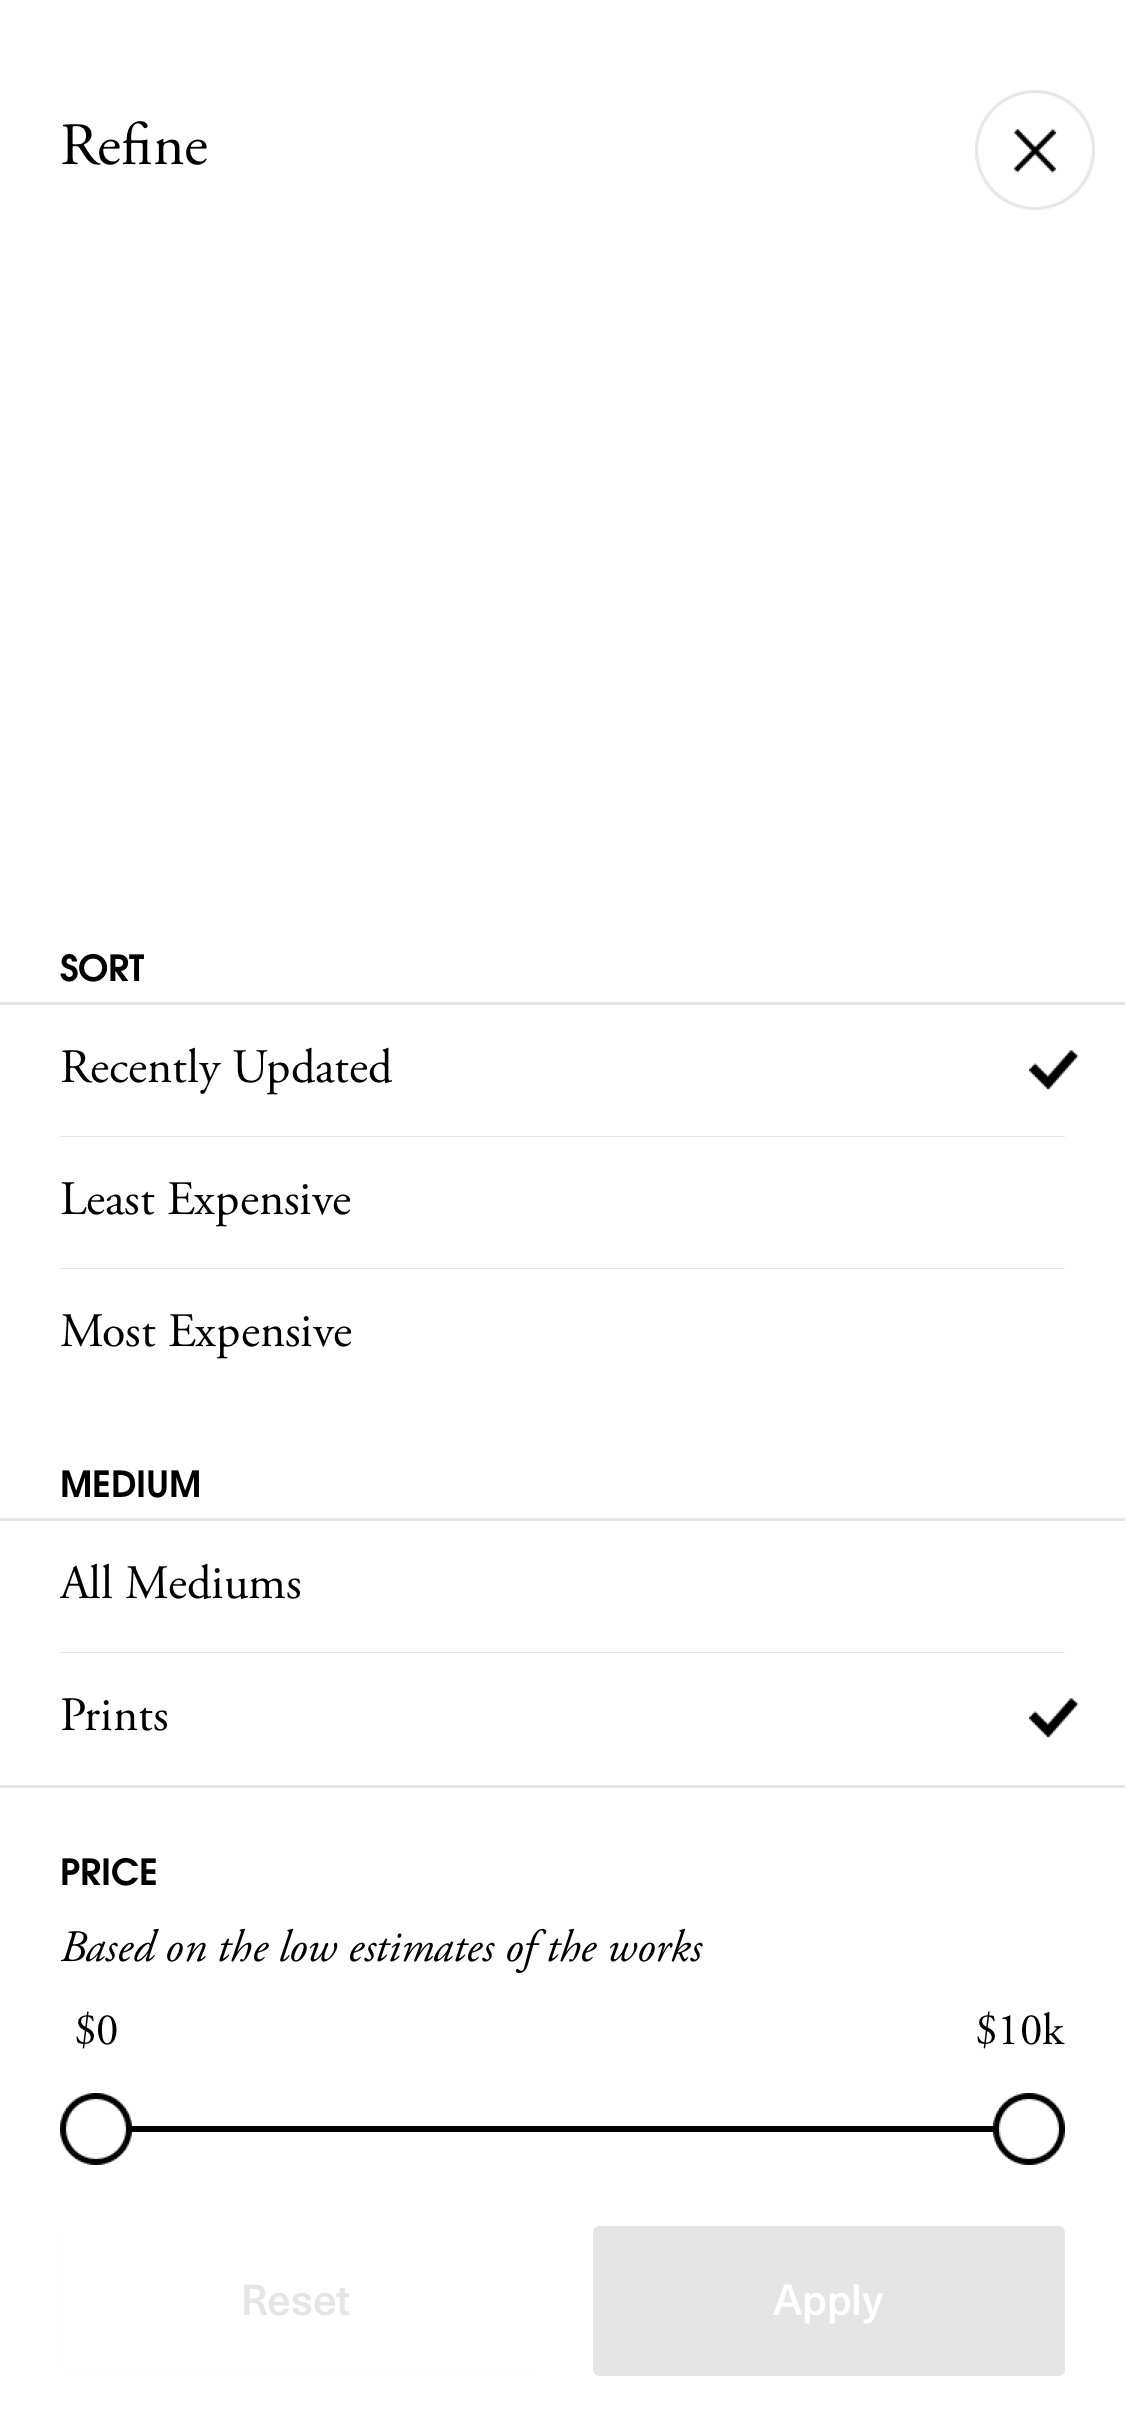 Refine
SORT
Recently Updated
Least Expensive
Most Expensive
MEDIUM
All Mediums
Prints
PRICE
Based on the low estimates of the works
$0 $10k
Reset Apply